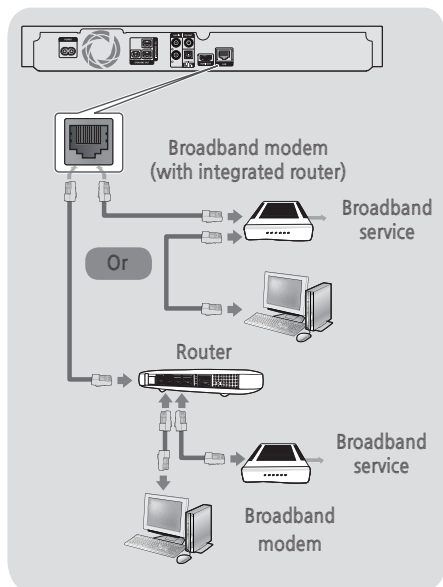 Broadband modem
(with integrated router)
Broadband
service
Or
Router
Broadband
service
Broadband
modem